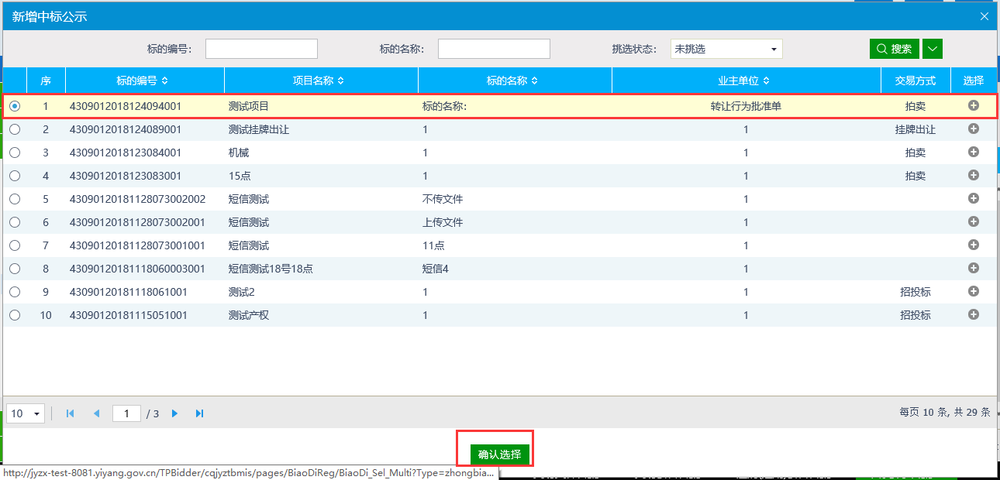 新增中标公示
标的编号： 标的名称： 挑选状态： 未挑选 搜索
序 标的编号 项目名称 标的名称 业主单位 交易方式 选择
1 4309012018124094001 测试项目 标的名称： 转让行为批准单 拍卖
2 4309012018124089001 测试挂牌出让 1 1 挂牌出让
3 4309012018123084001 机械 1 1 拍卖
4 4309012018123083001 15点 1 1 拍卖
5 43090120181128073002002 短信测试 不传文件 1
6 43090120181128073002001 短信测试 上传文件 1
7 43090120181128073001001 短信测试 11点 1
8 43090120181118060003001 短信测试18号18点 短信4 1
9 43090120181118061001 测试2 1 1 招投标
10 43090120181115051001 测试产权 1 1 招投标
10 1 / 3 每页 10 条, 共 29 条
确认选择
http://jyzx-test-8081.yiyang.gov.cn/TPBidder/cqjyztbmis/pages/BiaoDiReg/BiaoDi_Sel_Multi?Type=zhongbia...